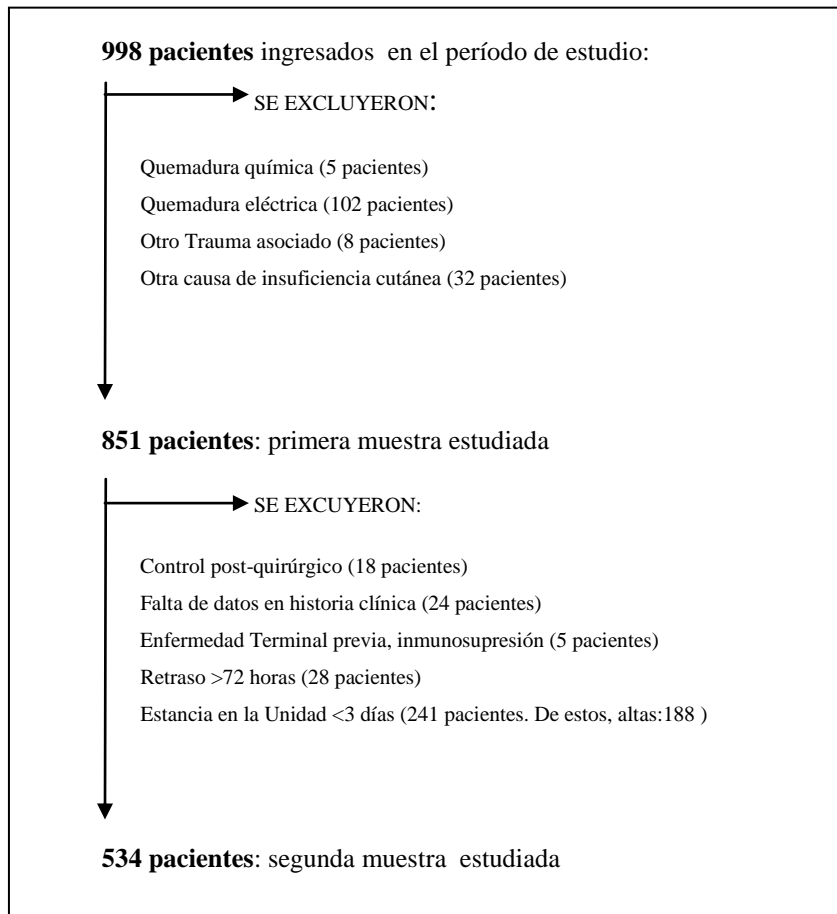 998 pacientes ingresados en el período de estudio:
SE EXCLUYERON:
Quemadura química (5 pacientes)
Quemadura eléctrica (102 pacientes)
Otro Trauma asociado (8 pacientes)
Otra causa de insuficiencia cutánea (32 pacientes)
851 pacientes: primera muestra estudiada
SE EXCUYERON:
Control post-quirúrgico (18 pacientes)
Falta de datos en historia clínica (24 pacientes)
Enfermedad Terminal previa, inmunosupresión (5 pacientes)
Retraso >72 horas (28 pacientes)
Estancia en la Unidad <3 días (241 pacientes. De estos, altas:188 )
534 pacientes: segunda muestra estudiada